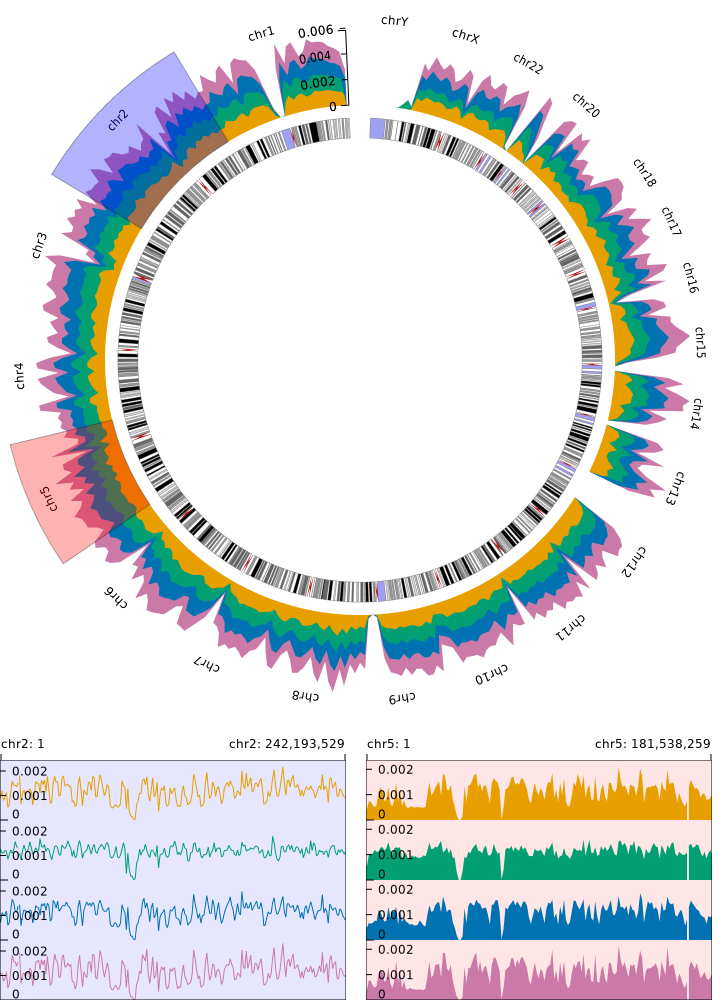 chrY
chr1
0.006
0.004
0.002
0
chrX
chr22
chr20
chr18
chr17
chr16
chr15
chr14
chr13
chr12
chr11
chr10
chr9
chr8
chr7
chr6
chr5
chr4
chr3
chr2
chr2: 1 chr2: 242,193,529
0.002
0.001
0
0.002
0.001
0
0.002
0.001
0
0.002
0.001
0
chr5: 1 chr5: 181,538,259
0.002
0.001
0
0.002
0.001
0
0.002
0.001
0
0.002
0.001
0